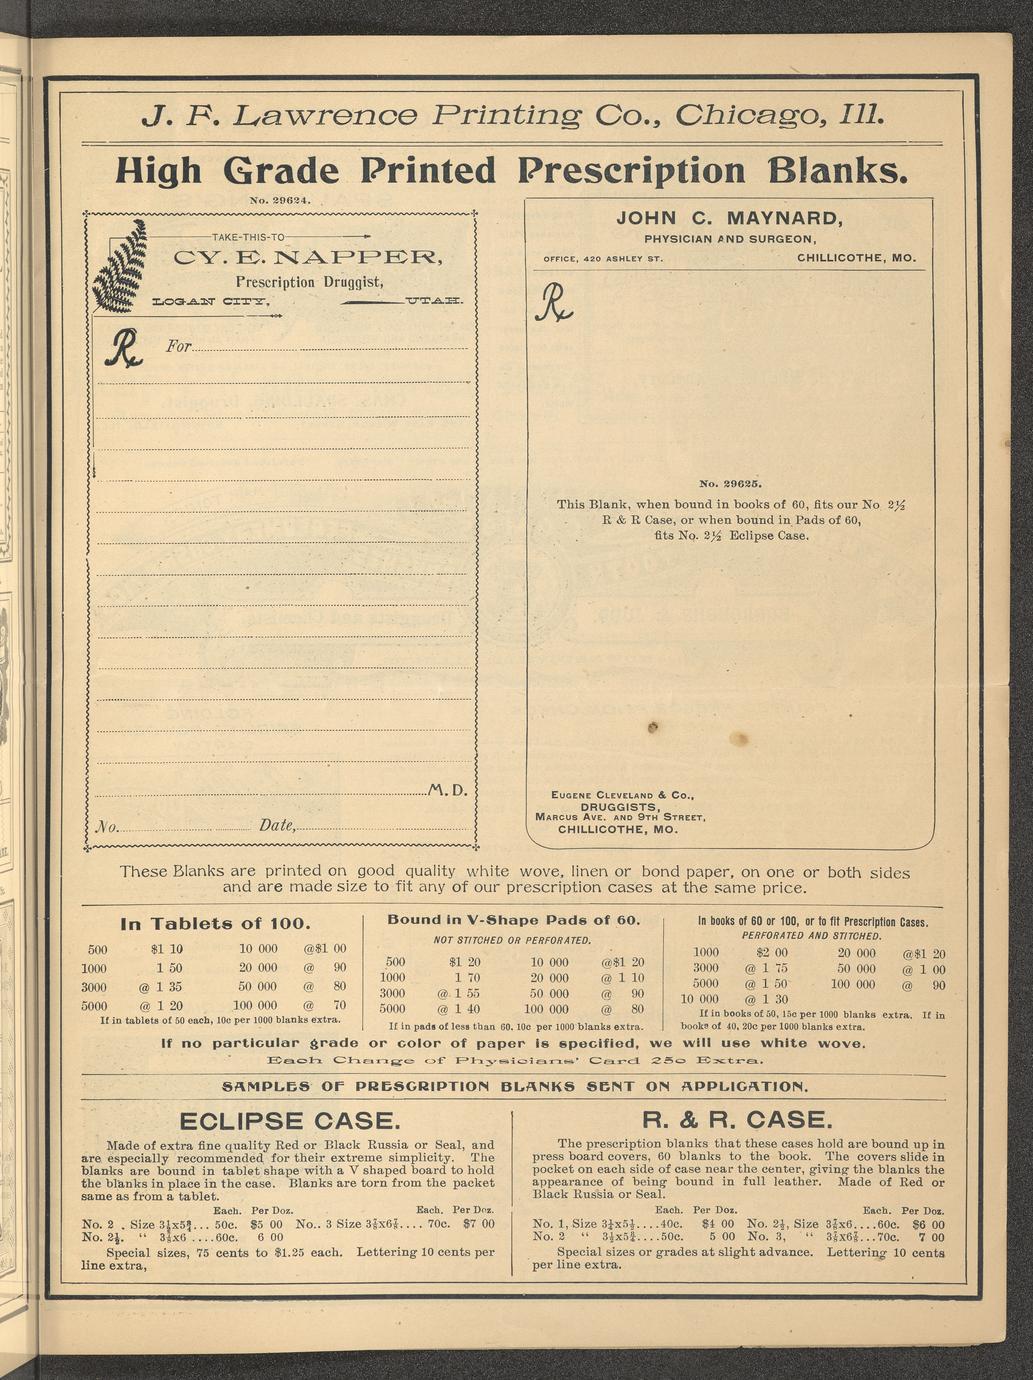 J. F. Lawrence Printing Co., Chicago, Ill.
High Grade Printed Prescription Blanks.
No. 29624.
TAKE-THIS-TO
CY. E. NAPPER,
Prescription Druggist,
LOGAN CITY, UTAH.
℞ For
M. D.
No. Date,
JOHN C. MAYNARD,
PHYSICIAN AND SURGEON,
OFFICE, 420 ASHLEY ST. CHILLICOTHE, MO.
℞
No. 29625.
This Blank, when bound in books of 60, fits our No 2½
R & R Case, or when bound in Pads of 60,
fits No. 2½ Eclipse Case.
EUGENE CLEVELAND & CO.,
DRUGGISTS,
MARCUS AVE. AND 9TH STREET,
CHILLICOTHE, MO.
These Blanks are printed on good quality white wove, linen or bond paper, on one or both sides
and are made size to fit any of our prescription cases at the same price.
In Tablets of 100.
500 $1 10 10 000 @$1 00
1000 1 50 20 000 @ 90
3000 @ 1 35 50 000 @ 80
5000 @ 1 20 100 000 @ 70
If in tablets of 50 each, 10c per 1000 blanks extra.
Bound in V-Shape Pads of 60.
NOT STITCHED OR PERFORATED.
500 $1 20 10 000 @$1 20
1000 1 70 20 000 @ 1 10
3000 @ 1 55 50 000 @ 90
5000 @ 1 40 100 000 @ 80
If in pads of less than 60, 10c per 1000 blanks extra.
In books of 60 or 100, or to fit Prescription Cases.
PERFORATED AND STITCHED.
1000 $2 00 20 000 @$1 20
3000 @ 1 75 50 000 @ 1 00
5000 @ 1 50 100 000 @ 90
10 000 @ 1 30
If in books of 50, 15c per 1000 blanks extra. If in
books of 40, 20c per 1000 blanks extra.
If no particular grade or color of paper is specified, we will use white wove.
Each Change of Physicians' Card 25c Extra.
SAMPLES OF PRESCRIPTION BLANKS SENT ON APPLICATION.
ECLIPSE CASE.
Made of extra fine quality Red or Black Russia or Seal, and
are especially recommended for their extreme simplicity. The
blanks are bound in tablet shape with a V shaped board to hold
the blanks in place in the case. Blanks are torn from the packet
same as from a tablet.
Each. Per Doz. Each. Per Doz.
No. 2 . Size 3¼x5¾... 50c. $5 00 No.. 3 Size 3⅞x6⅞.... 70c. $7 00
No. 2½. “ 3½x6 ....60c. 6 00
Special sizes, 75 cents to $1.25 each. Lettering 10 cents per
line extra,
R. & R. CASE.
The prescription blanks that these cases hold are bound up in
press board covers, 60 blanks to the book. The covers slide in
pocket on each side of case near the center, giving the blanks the
appearance of being bound in full leather. Made of Red or
Black Russia or Seal.
Each. Per Doz. Each. Per Doz.
No. 1, Size 3¼x5½....40c. $4 00 No. 2½, Size 3⅞x6....60c. $6 00
No. 2 “ 3½x5¾....50c. 5 00 No. 3, “ 3⅞x6⅞...70c. 7 00
Special sizes or grades at slight advance. Lettering 10 cents
per line extra.